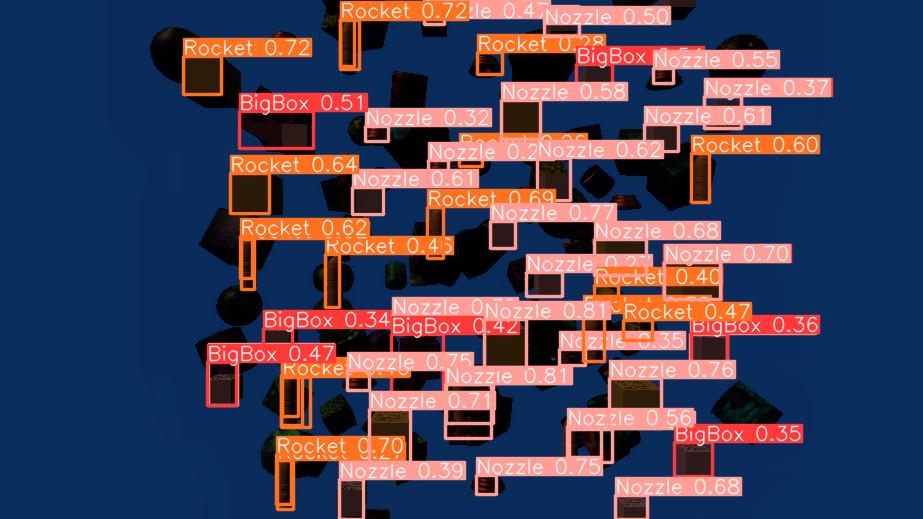 Rocket 0.72
Nozzle 0.50
Rocket 0.72
Rocket 0.28
BigBox
Nozzle 0.55
Nozzle 0.37
Nozzle 0.58
BigBox 0.51
Nozzle 0.32
Nozzle 0.61
Rocket 0.60
Nozzle 0.62
Rocket 0.64
Nozzle 0.61
Rocket 0.69
Nozzle 0.77
Rocket 0.62
Nozzle 0.68
Rocket 0.46
Nozzle 0.70
Nozzle 0.27
Rocket 0.40
Nozzle
Nozzle 0.81
Rocket 0.47
BigBox 0.34
BigBox 0.42
BigBox 0.36
Nozzle 0.35
BigBox 0.47
Nozzle 0.75
Rocket
Nozzle 0.81
Nozzle 0.76
Nozzle 0.71
Nozzle 0.56
BigBox 0.35
Rocket 0.70
Nozzle 0.39
Nozzle 0.75
Nozzle 0.68